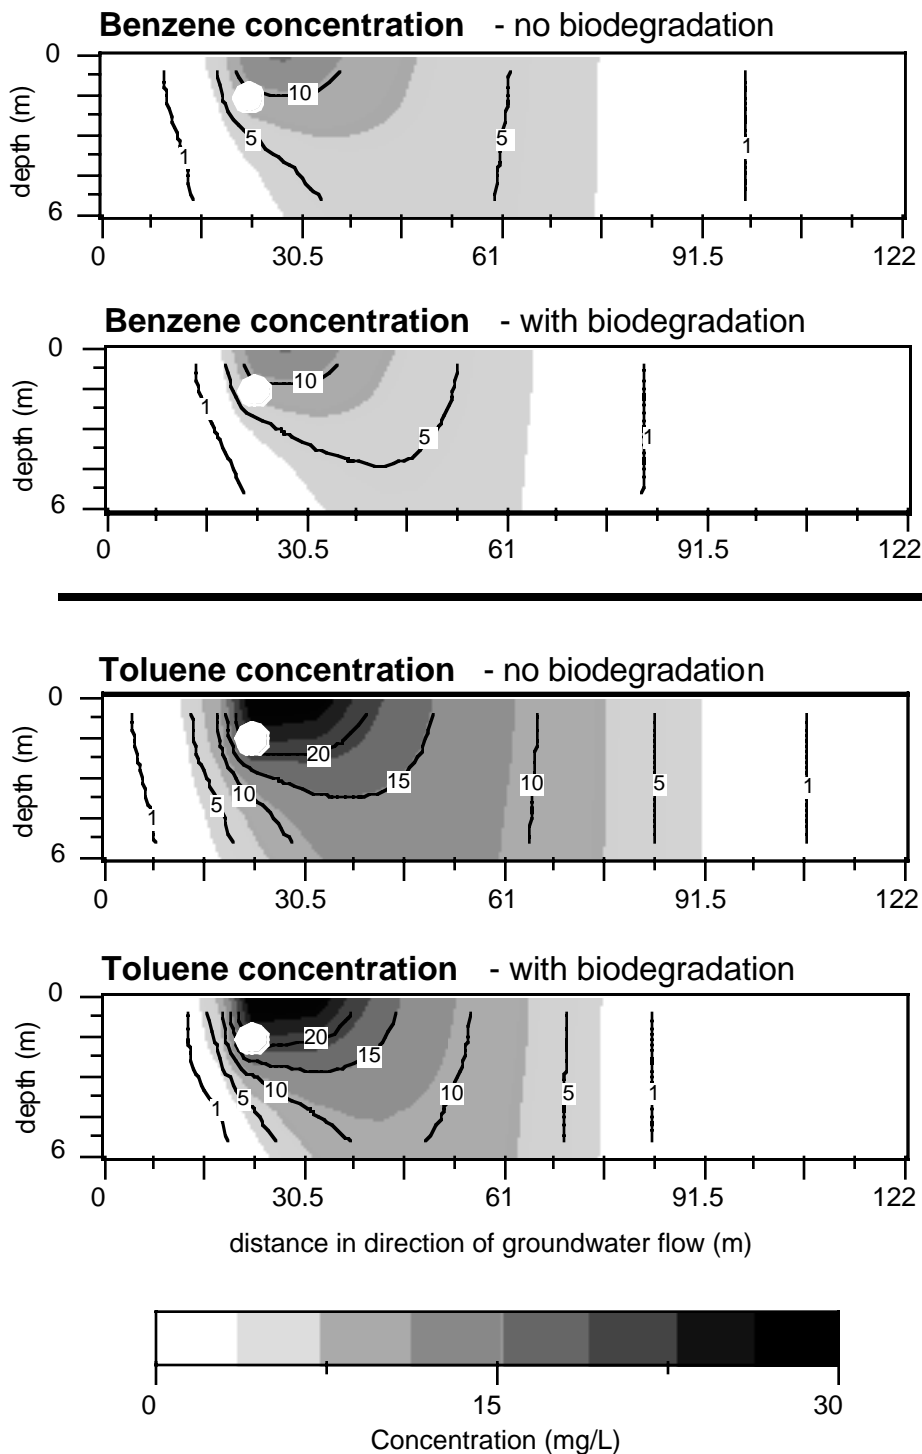 Benzene concentration - no biodegradation
0
depth (m)
6
10
5
1
5
1
0 30.5 61 91.5 122
Benzene concentration - with biodegradation
0
depth (m)
6
10
1
5
1
0 30.5 61 91.5 122
Toluene concentration - no biodegradation
0
depth (m)
6
20
15
10
5
1
10
5
1
0 30.5 61 91.5 122
Toluene concentration - with biodegradation
0
depth (m)
6
20
15
10
5
1
10
5
1
0 30.5 61 91.5 122
distance in direction of groundwater flow (m)
0 15 30
Concentration (mg/L)